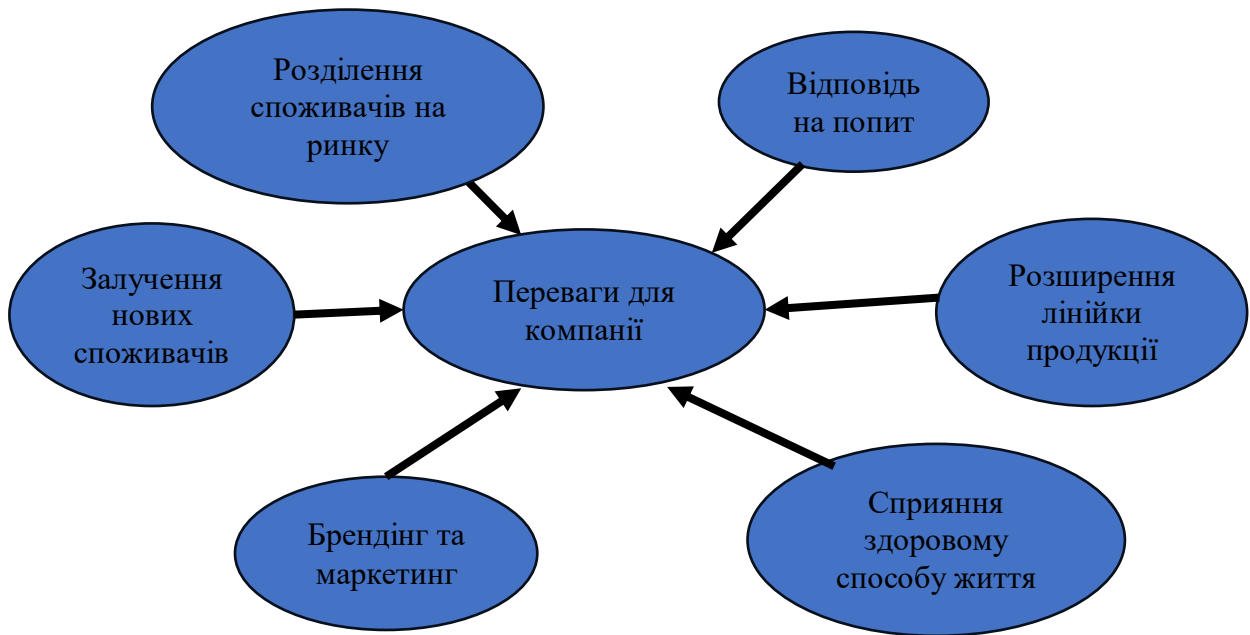 Розділення
споживачів на
ринку
Відповідь
на попит
Залучення
нових
споживачів
Переваги для
компанії
Розширення
лінійки
продукції
Брендінг та
маркетинг
Сприяння
здоровому
способу життя